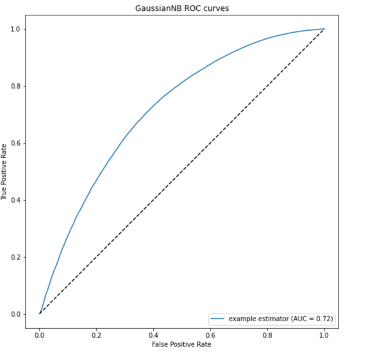 GaussianNB ROC curves
True Positive Rate
1.0
0.8
0.6
0.4
0.2
0.0
0.0 0.2 0.4 0.6 0.8 1.0
example estimator (AUC = 0.72)
False Positive Rate